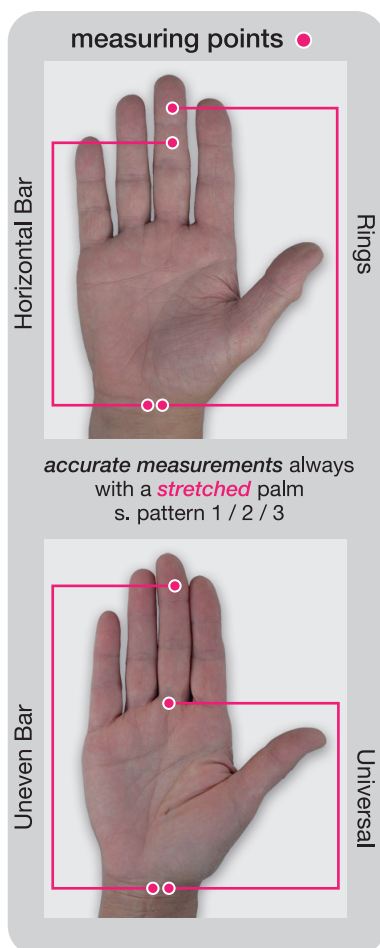 measuring points
Horizontal Bar
Rings
accurate measurements always
with a stretched palm
s. pattern 1 / 2 / 3
Uneven Bar
Universal